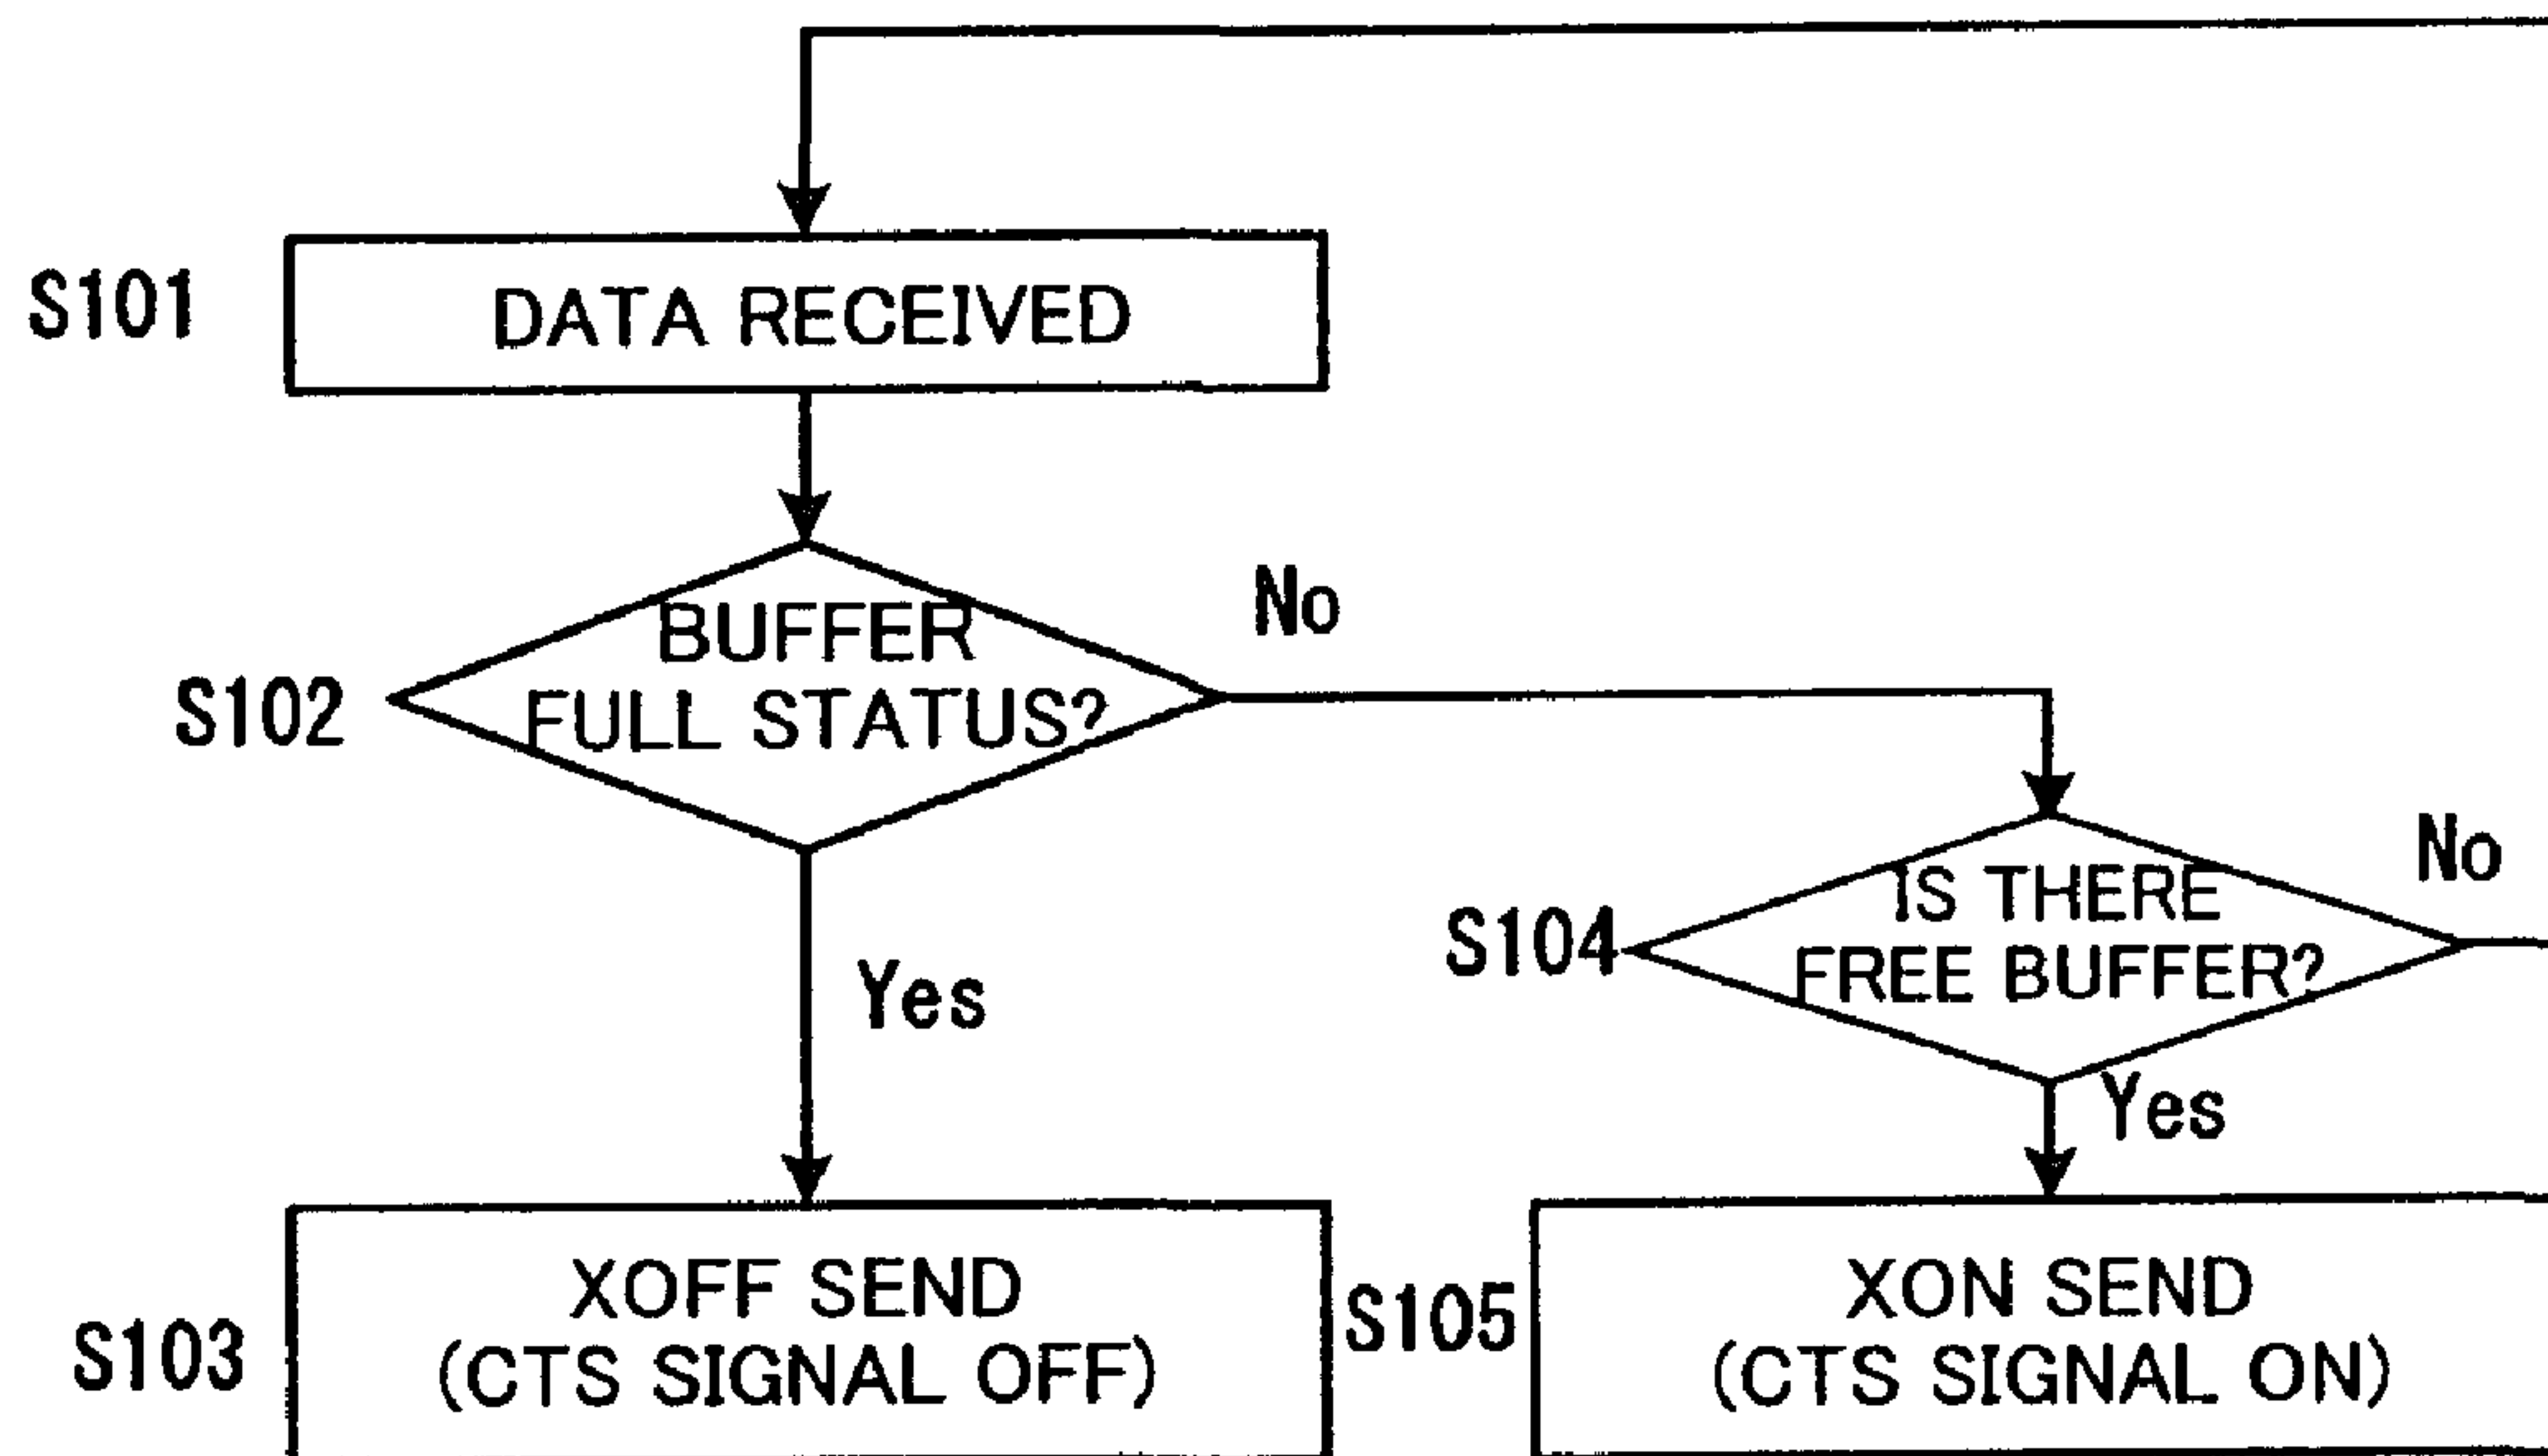 S101
DATA RECEIVED
S102
BUFFER
FULL STATUS?
No
Yes
S104
IS THERE
FREE BUFFER?
No
Yes
S103
XOFF SEND
(CTS SIGNAL OFF)
S105
XON SEND
(CTS SIGNAL ON)